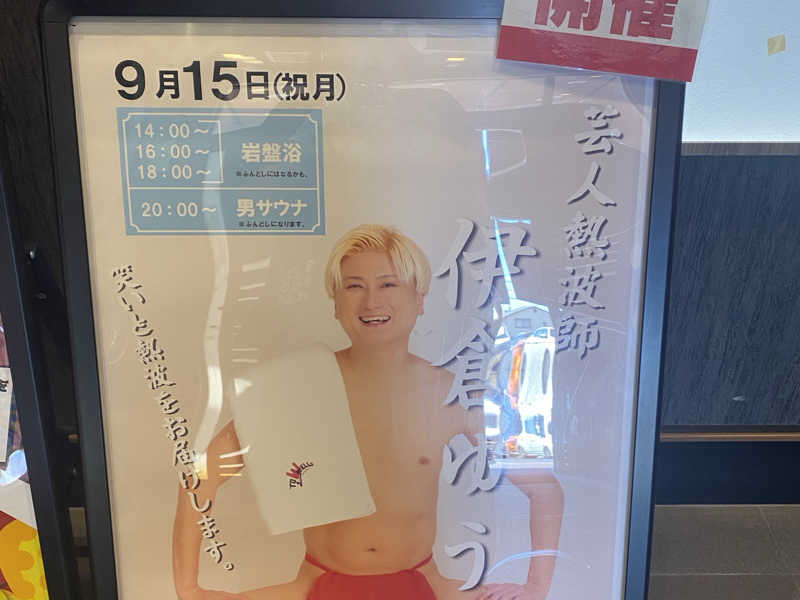 開催
9月15日(祝月)
14:00～
16:00～
18:00～
岩盤浴
※ふんどしにはなるかも。
20:00～ 男サウナ
※ふんどしになります。
芸人熱波師
伊倉ゆう
笑いと熱波をお届けします。